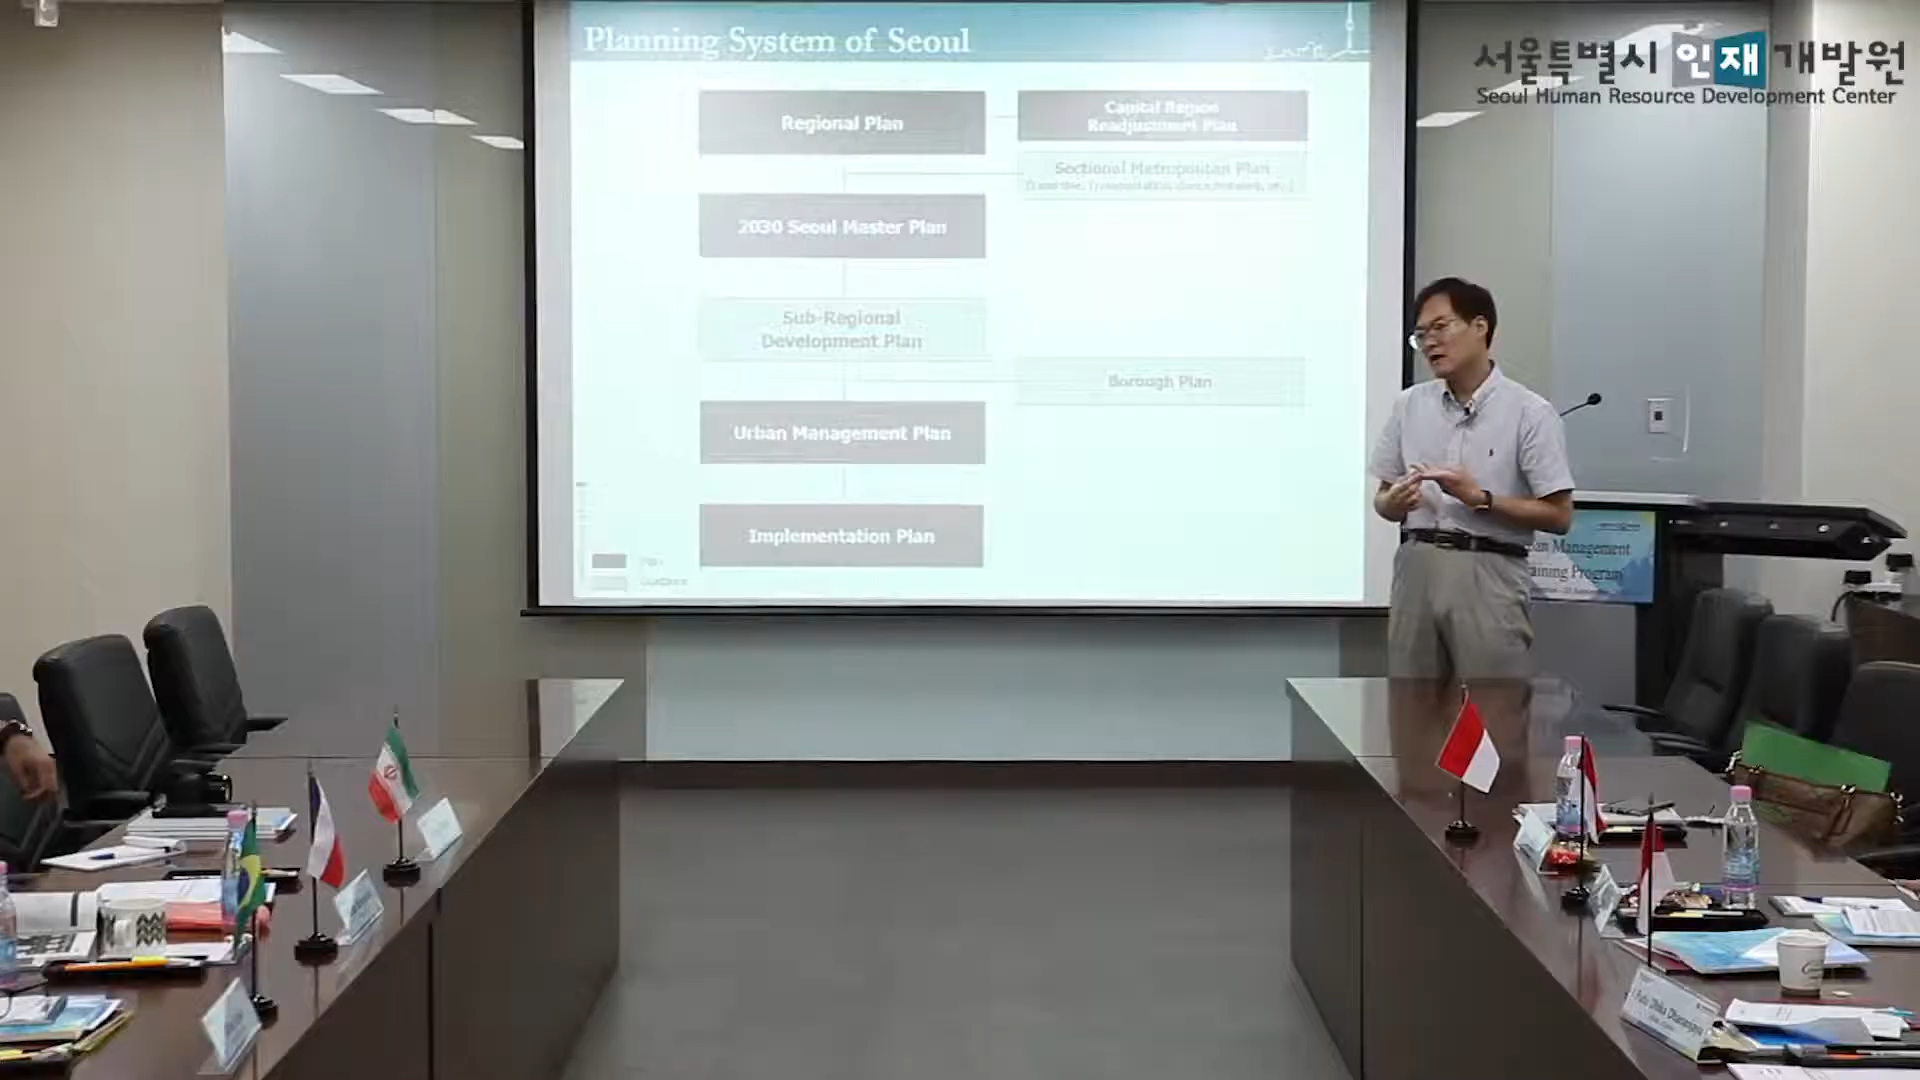 Planning System of Seoul
서울특별시 인재개발원
Seoul Human Resource Development Center
Regional Plan
Capital Region
Readjustment Plan
Sectional Metropolitan Plan
2030 Seoul Master Plan
Sub-Regional
Development Plan
Borough Plan
Urban Management Plan
Implementation Plan
Plan
Guidance
Management
Program